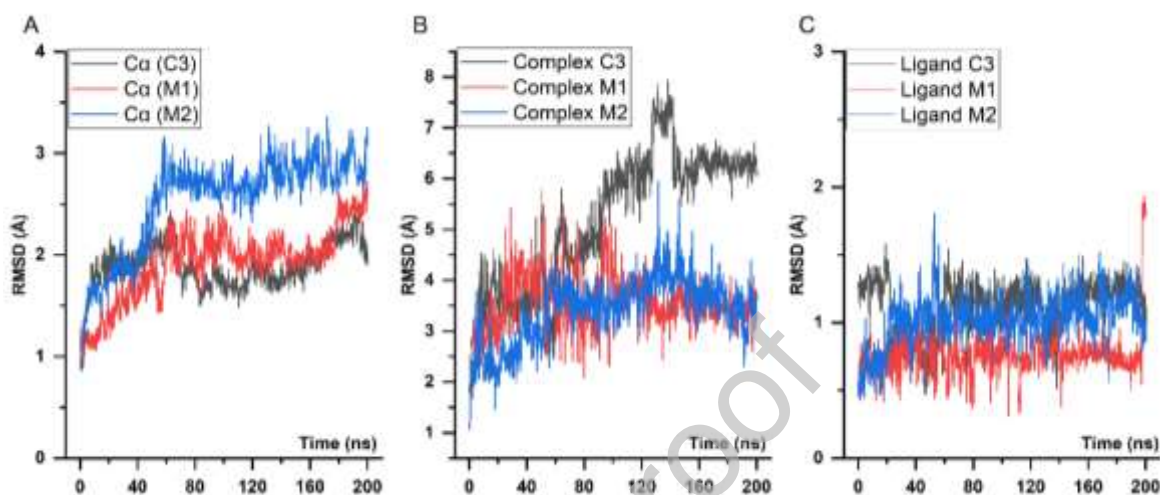 A
Cα (C3)
Cα (M1)
Cα (M2)
4
3
2
1
0
RMSD (Å)
Time (ns)
0 40 80 120 160 200
B
Complex C3
Complex M1
Complex M2
8
7
6
5
4
3
2
1
RMSD (Å)
Time (ns)
0 40 80 120 160 200
C
Ligand C3
Ligand M1
Ligand M2
3
2
1
0
RMSD (Å)
Time (ns)
0 40 80 120 160 200
roof